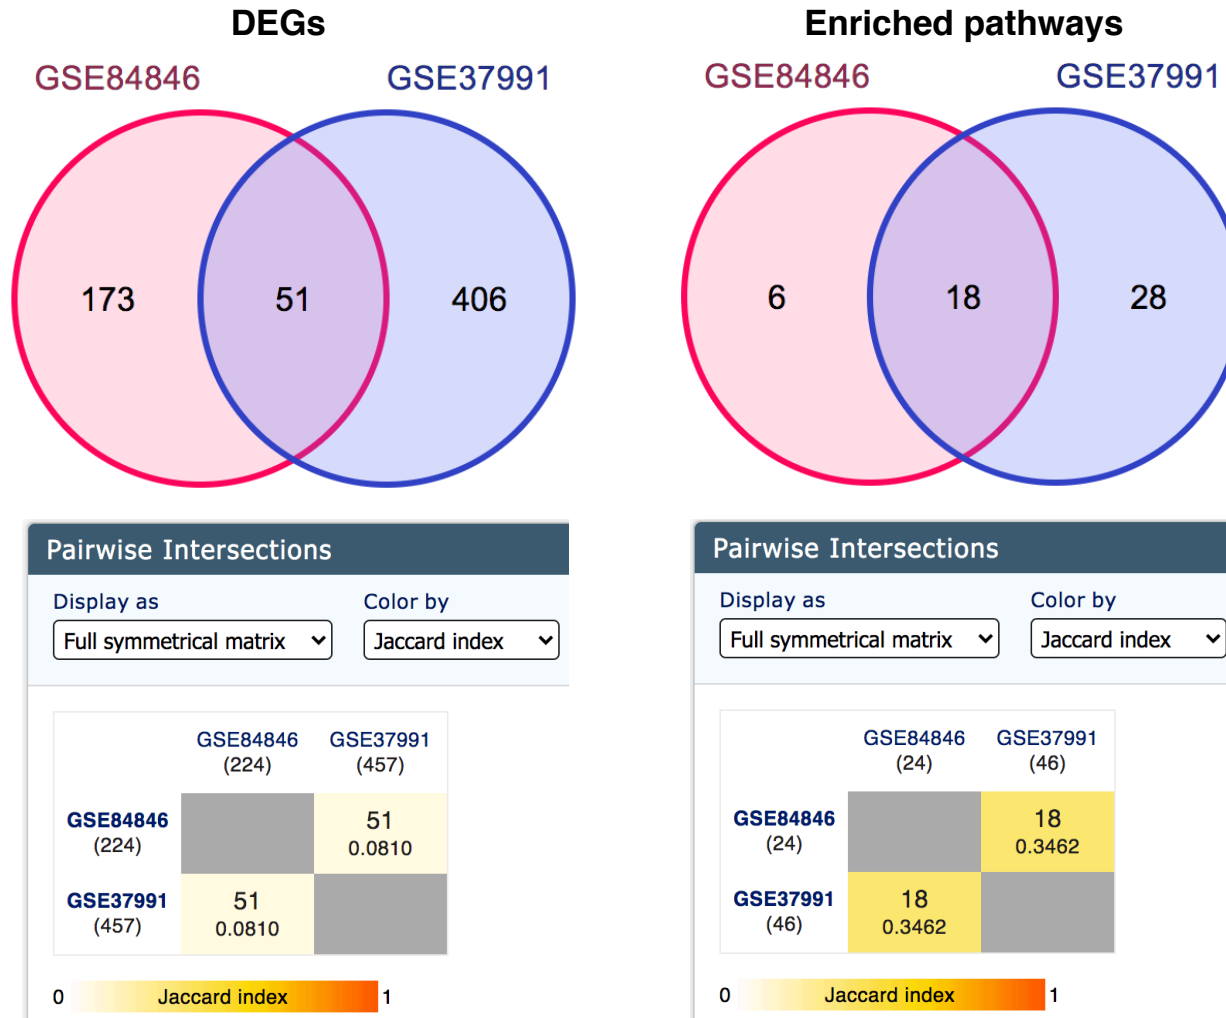 DEGs
GSE84846 GSE37991
173 51 406
Pairwise Intersections
Display as Color by
Full symmetrical matrix Jaccard index
GSE84846 GSE37991
(224) (457)
GSE84846 51
(224) 0.0810
GSE37991 51
(457) 0.0810
0 Jaccard index 1
Enriched pathways
GSE84846 GSE37991
6 18 28
Pairwise Intersections
Display as Color by
Full symmetrical matrix Jaccard index
GSE84846 GSE37991
(24) (46)
GSE84846 18
(24) 0.3462
GSE37991 18
(46) 0.3462
0 Jaccard index 1